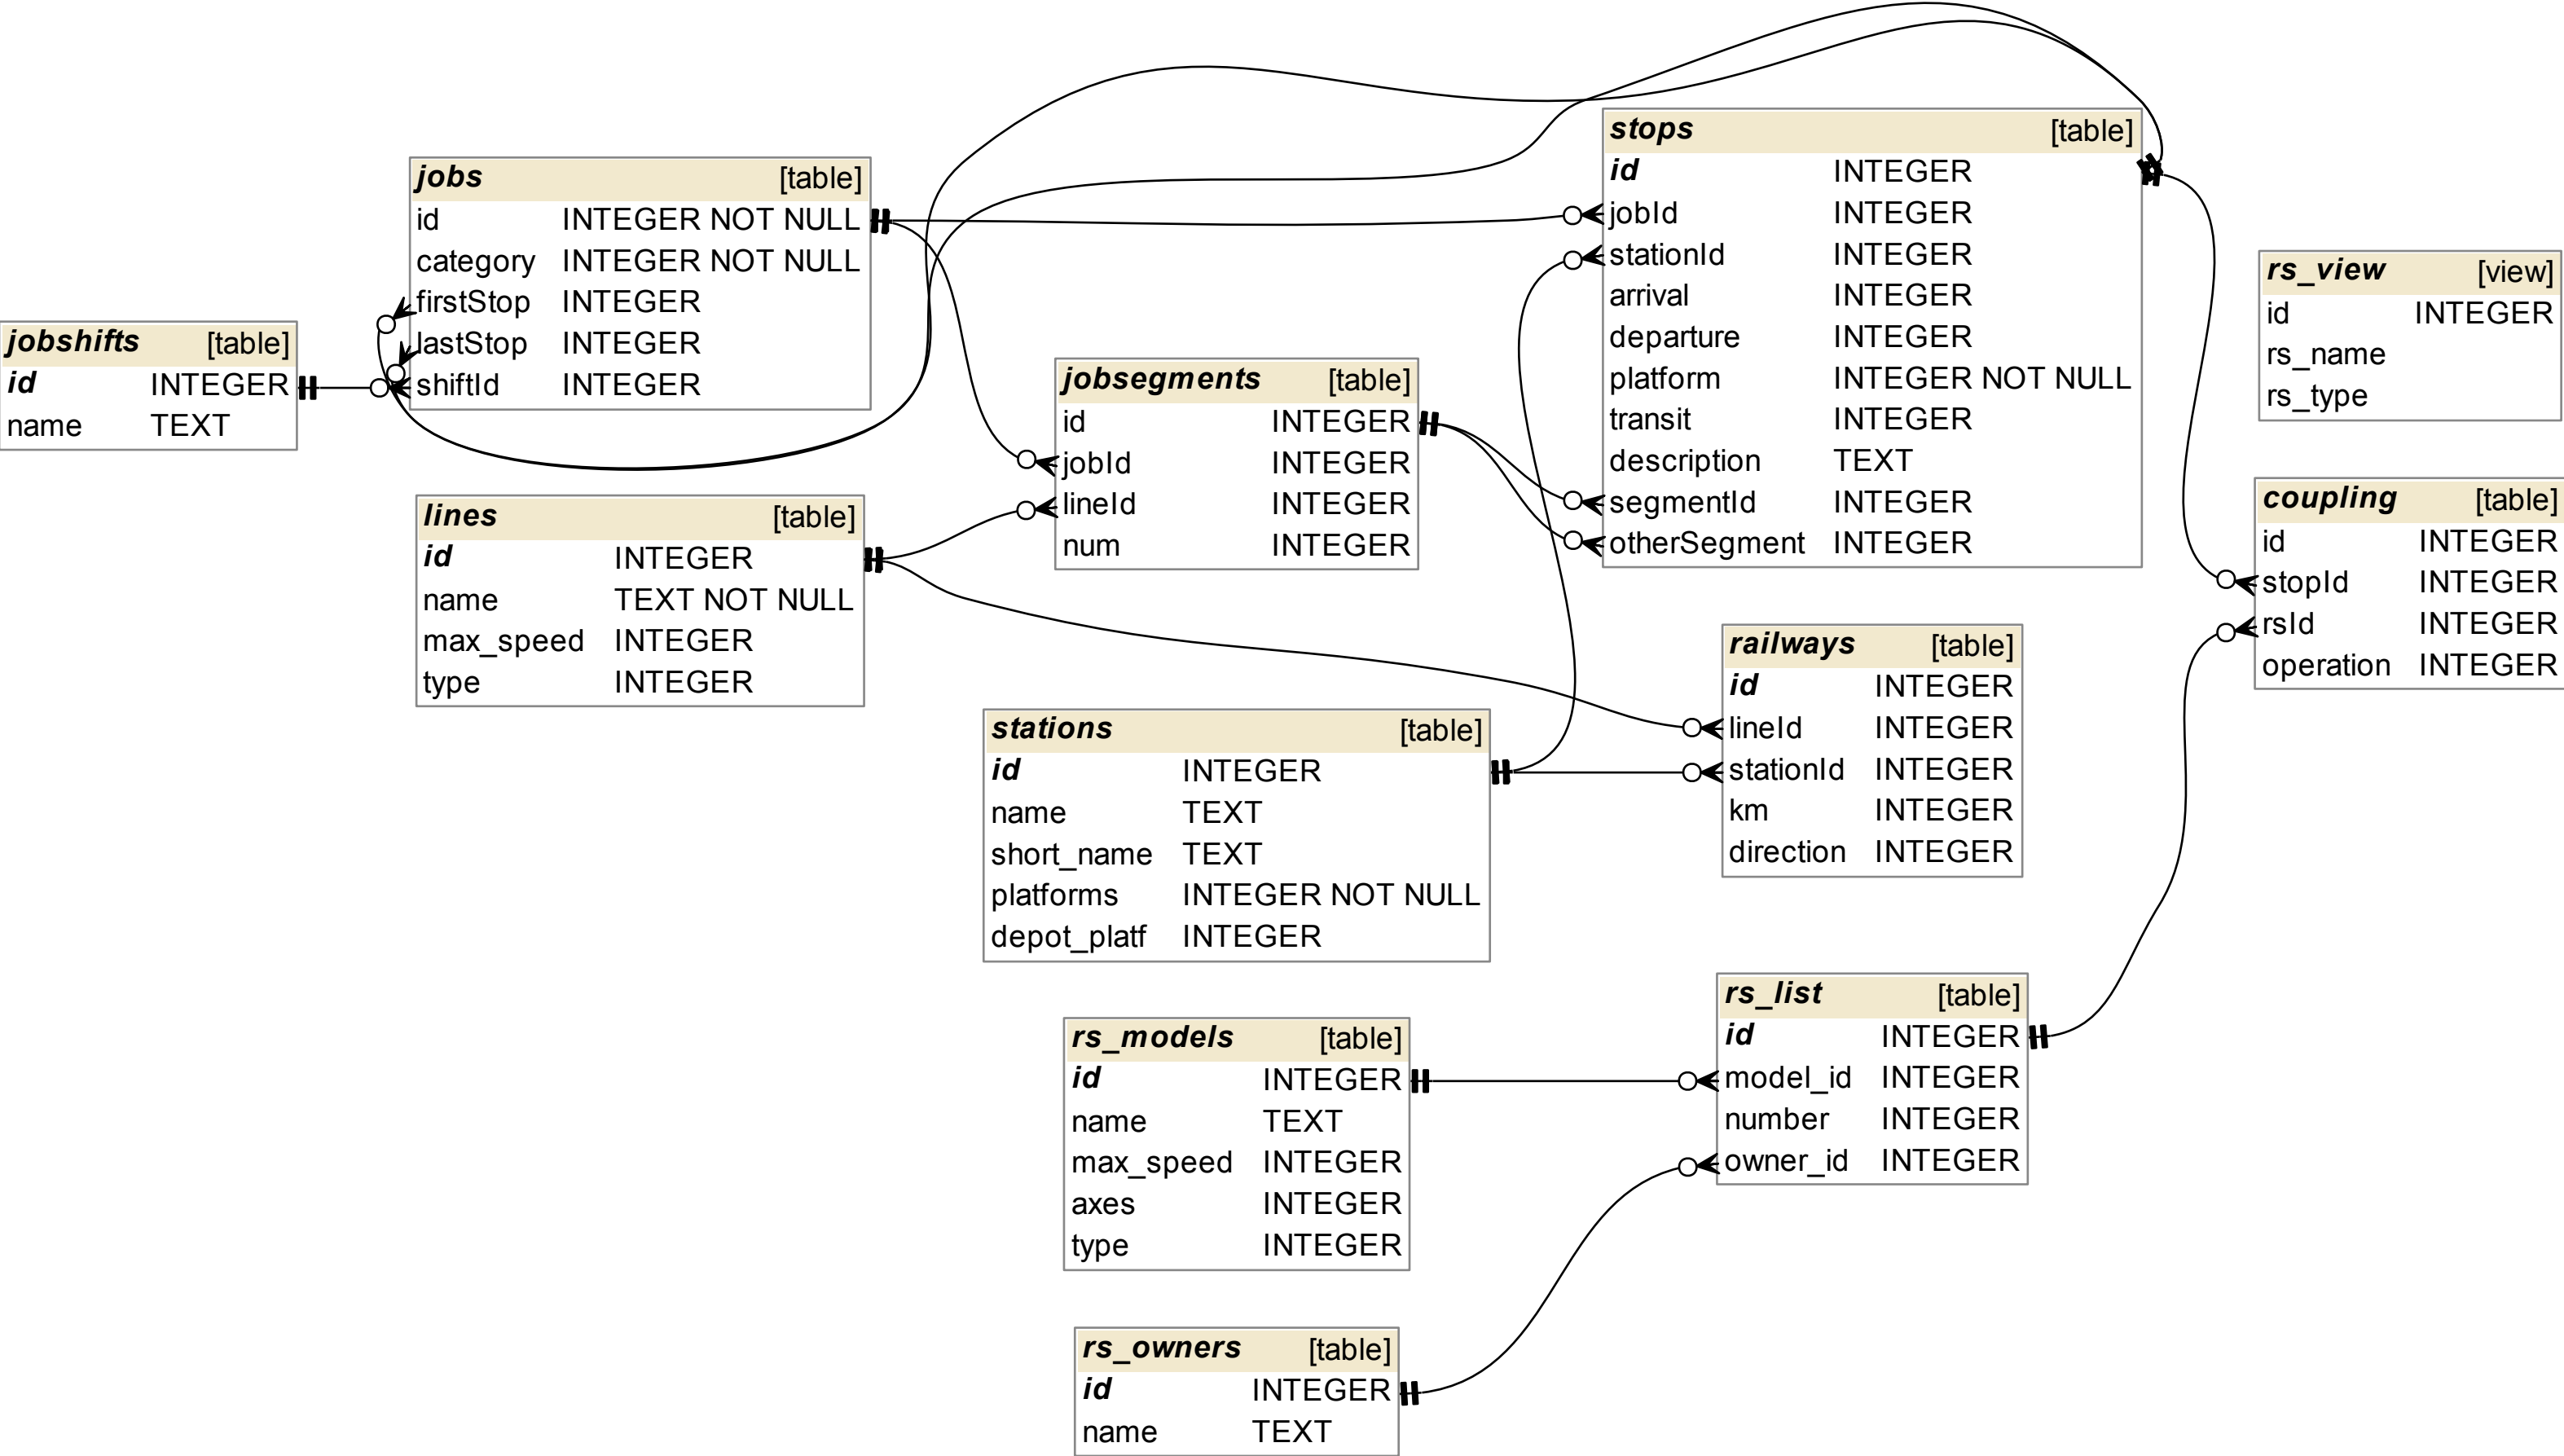 jobs [table]
id INTEGER NOT NULL
category INTEGER NOT NULL
firstStop INTEGER
lastStop INTEGER
shiftId INTEGER
jobshifts [table]
id INTEGER
name TEXT
lines [table]
id INTEGER
name TEXT NOT NULL
max_speed INTEGER
type INTEGER
jobsegments [table]
id INTEGER
jobId INTEGER
lineId INTEGER
num INTEGER
stops [table]
id INTEGER
jobId INTEGER
stationId INTEGER
arrival INTEGER
departure INTEGER
platform INTEGER NOT NULL
transit INTEGER
description TEXT
segmentId INTEGER
otherSegment INTEGER
rs_view [view]
id INTEGER
rs_name
rs_type
coupling [table]
id INTEGER
stopId INTEGER
rsId INTEGER
operation INTEGER
railways [table]
id INTEGER
lineId INTEGER
stationId INTEGER
km INTEGER
direction INTEGER
stations [table]
id INTEGER
name TEXT
short_name TEXT
platforms INTEGER NOT NULL
depot_platf INTEGER
rs_list [table]
id INTEGER
model_id INTEGER
number INTEGER
owner_id INTEGER
rs_models [table]
id INTEGER
name TEXT
max_speed INTEGER
axes INTEGER
type INTEGER
rs_owners [table]
id INTEGER
name TEXT